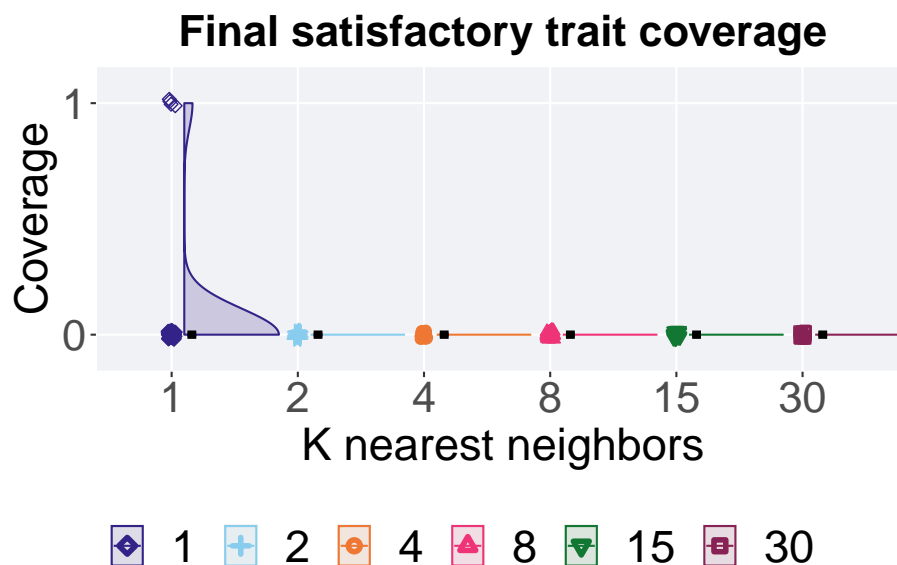 Final satisfactory trait coverage
Coverage
1
0
1 2 4 8 15 30
K nearest neighbors
1 2 4 8 15 30